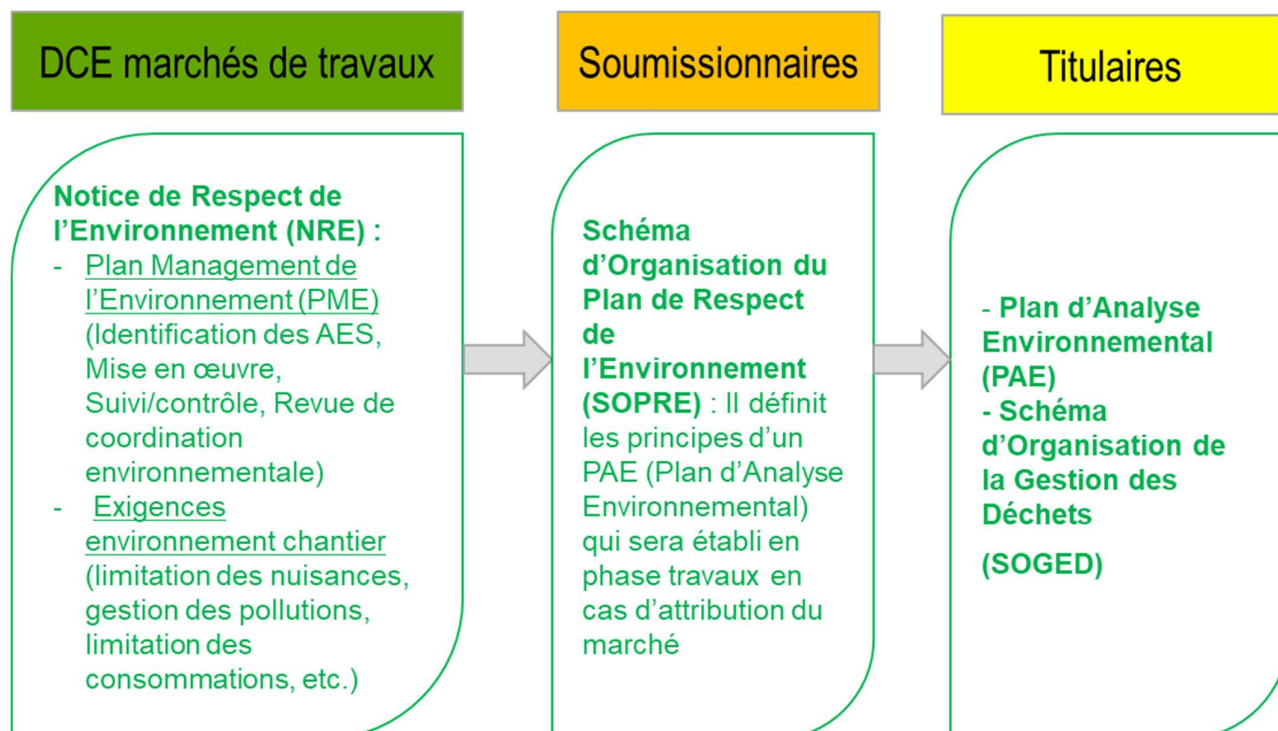 DCE marchés de travaux
Notice de Respect de
l'Environnement (NRE) :
- Plan Management de
l'Environnement (PME)
(Identification des AES,
Mise en œuvre,
Suivi/contrôle, Revue de
coordination
environnementale)
- Exigences
environnement chantier
(limitation des nuisances,
gestion des pollutions,
limitation des
consommations, etc.)
Soumissionnaires
Schéma
d'Organisation du
Plan de Respect
de
l'Environnement
(SOPRE) : Il définit
les principes d'un
PAE (Plan d'Analyse
Environnemental)
qui sera établi en
phase travaux en
cas d'attribution du
marché
Titulaires
- Plan d'Analyse
Environnemental
(PAE)
- Schéma
d'Organisation de
la Gestion des
Déchets
(SOGED)